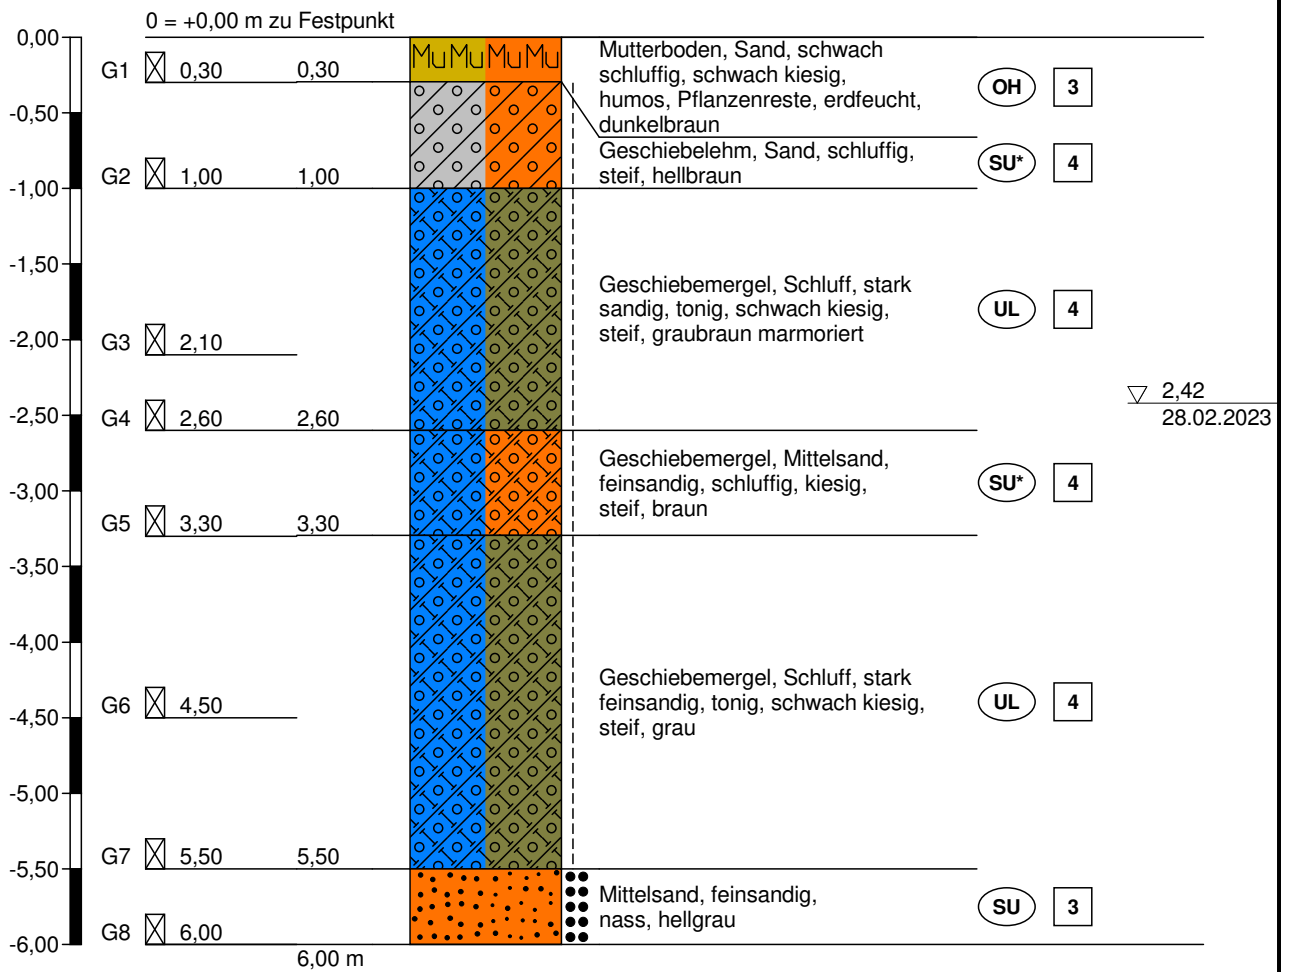 0 = +0,00 m zu Festpunkt
0,00
G1 0,30 0,30
Mu Mu Mu Mu
Mutterboden, Sand, schwach
schluffig, schwach kiesig,
humos, Pflanzenreste, erdfeucht,
dunkelbraun
OH 3
-0,50
Geschiebelehm, Sand, schluffig,
steif, hellbraun
SU* 4
G2 1,00 1,00
-1,00
-1,50
Geschiebemergel, Schluff, stark
sandig, tonig, schwach kiesig,
steif, graubraun marmoriert
UL 4
-2,00
G3 2,10
2,42
28.02.2023
-2,50
G4 2,60 2,60
Geschiebemergel, Mittelsand,
feinsandig, schluffig, kiesig,
steif, braun
SU* 4
-3,00
G5 3,30 3,30
-3,50
-4,00
Geschiebemergel, Schluff, stark
feinsandig, tonig, schwach kiesig,
steif, grau
UL 4
G6 4,50
-4,50
-5,00
G7 5,50 5,50
-5,50
Mittelsand, feinsandig,
nass, hellgrau
SU 3
G8 6,00
-6,00
6,00 m